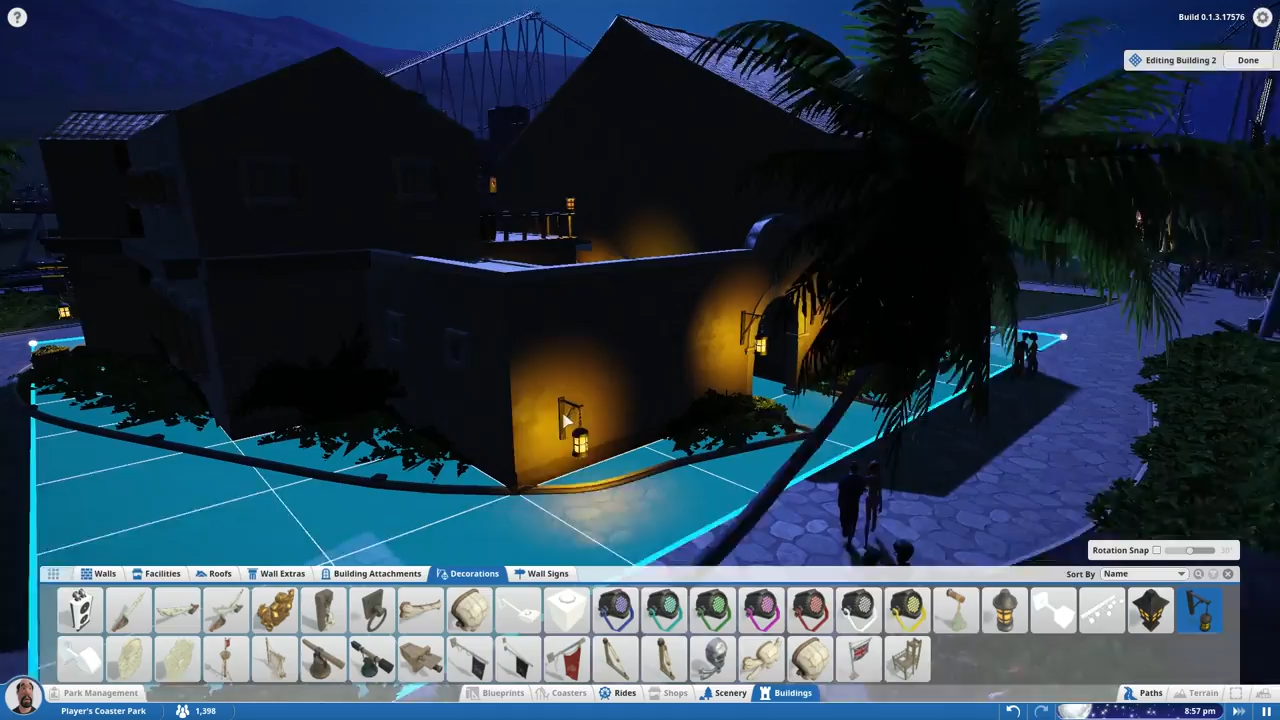 ?
Build 0.1.3.17576
Editing Building 2 Done
Rotation Snap 30°
Walls Facilities Roofs Wall Extras Building Attachments Decorations Wall Signs Sort By Name
Park Management Blueprints Coasters Rides Shops Scenery Buildings Paths Terrain
Player's Coaster Park 1,398 8:57 pm